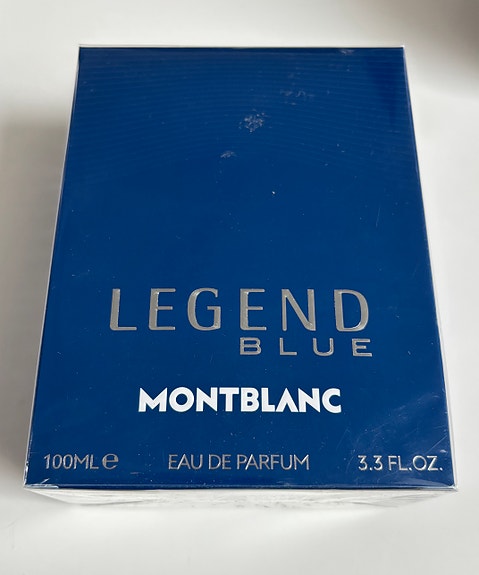 LEGEND
BLUE
MONTBLANC
100ML ℮ EAU DE PARFUM 3.3 FL.OZ.